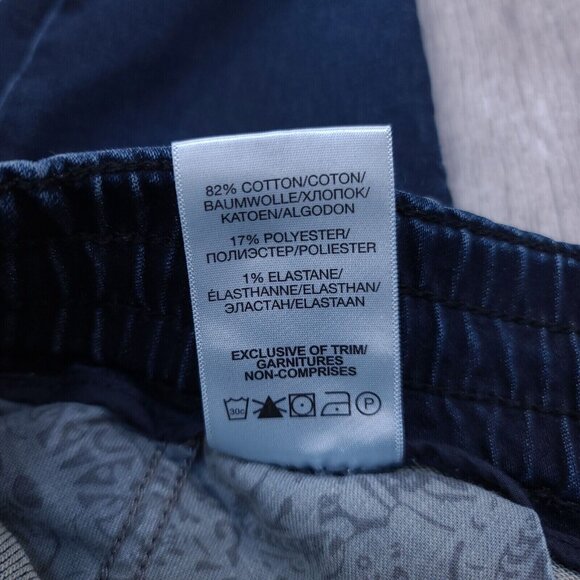 82% COTTON/COTON/
BAUMWOLLE/ХЛОПОК/
KATOEN/ALGODON
17% POLYESTER/
ПОЛИЭСТЕР/POLIESTER
1% ELASTANE/
ÉLASTHANNE/ELASTHAN/
ЭЛАСТАН/ELASTAAN
EXCLUSIVE OF TRIM/
GARNITURES
NON-COMPRISES
30c P